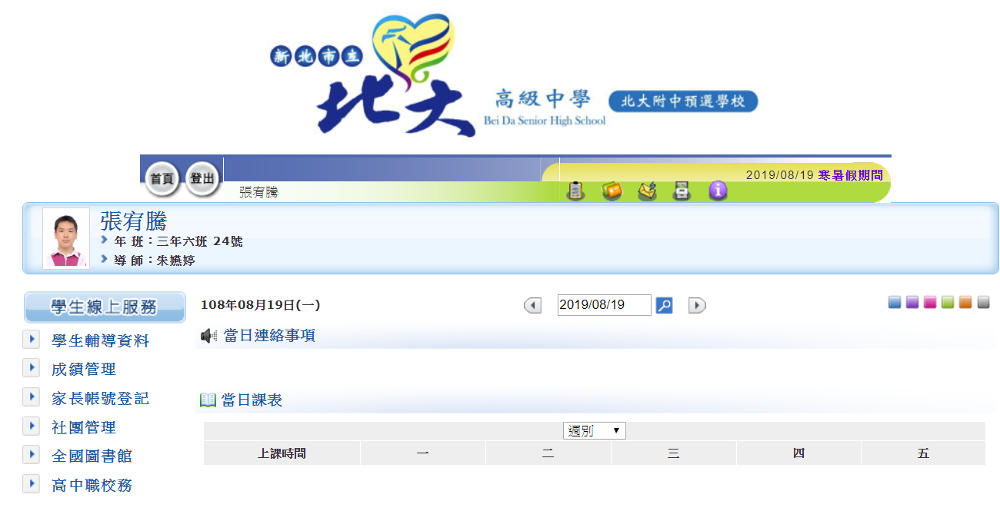 新北市立
北大
高級中學
北大附中預選學校
Bei Da Senior High School
首頁
登出
張宥騰
2019/08/19 寒暑假期間
張宥騰
年 班：三年六班 24號
導 師：朱嬿婷
學生線上服務
學生輔導資料
成績管理
家長帳號登記
社團管理
全國圖書館
高中職校務
108年08月19日(一)
2019/08/19
當日連絡事項
當日課表
週別
上課時間 一 二 三 四 五